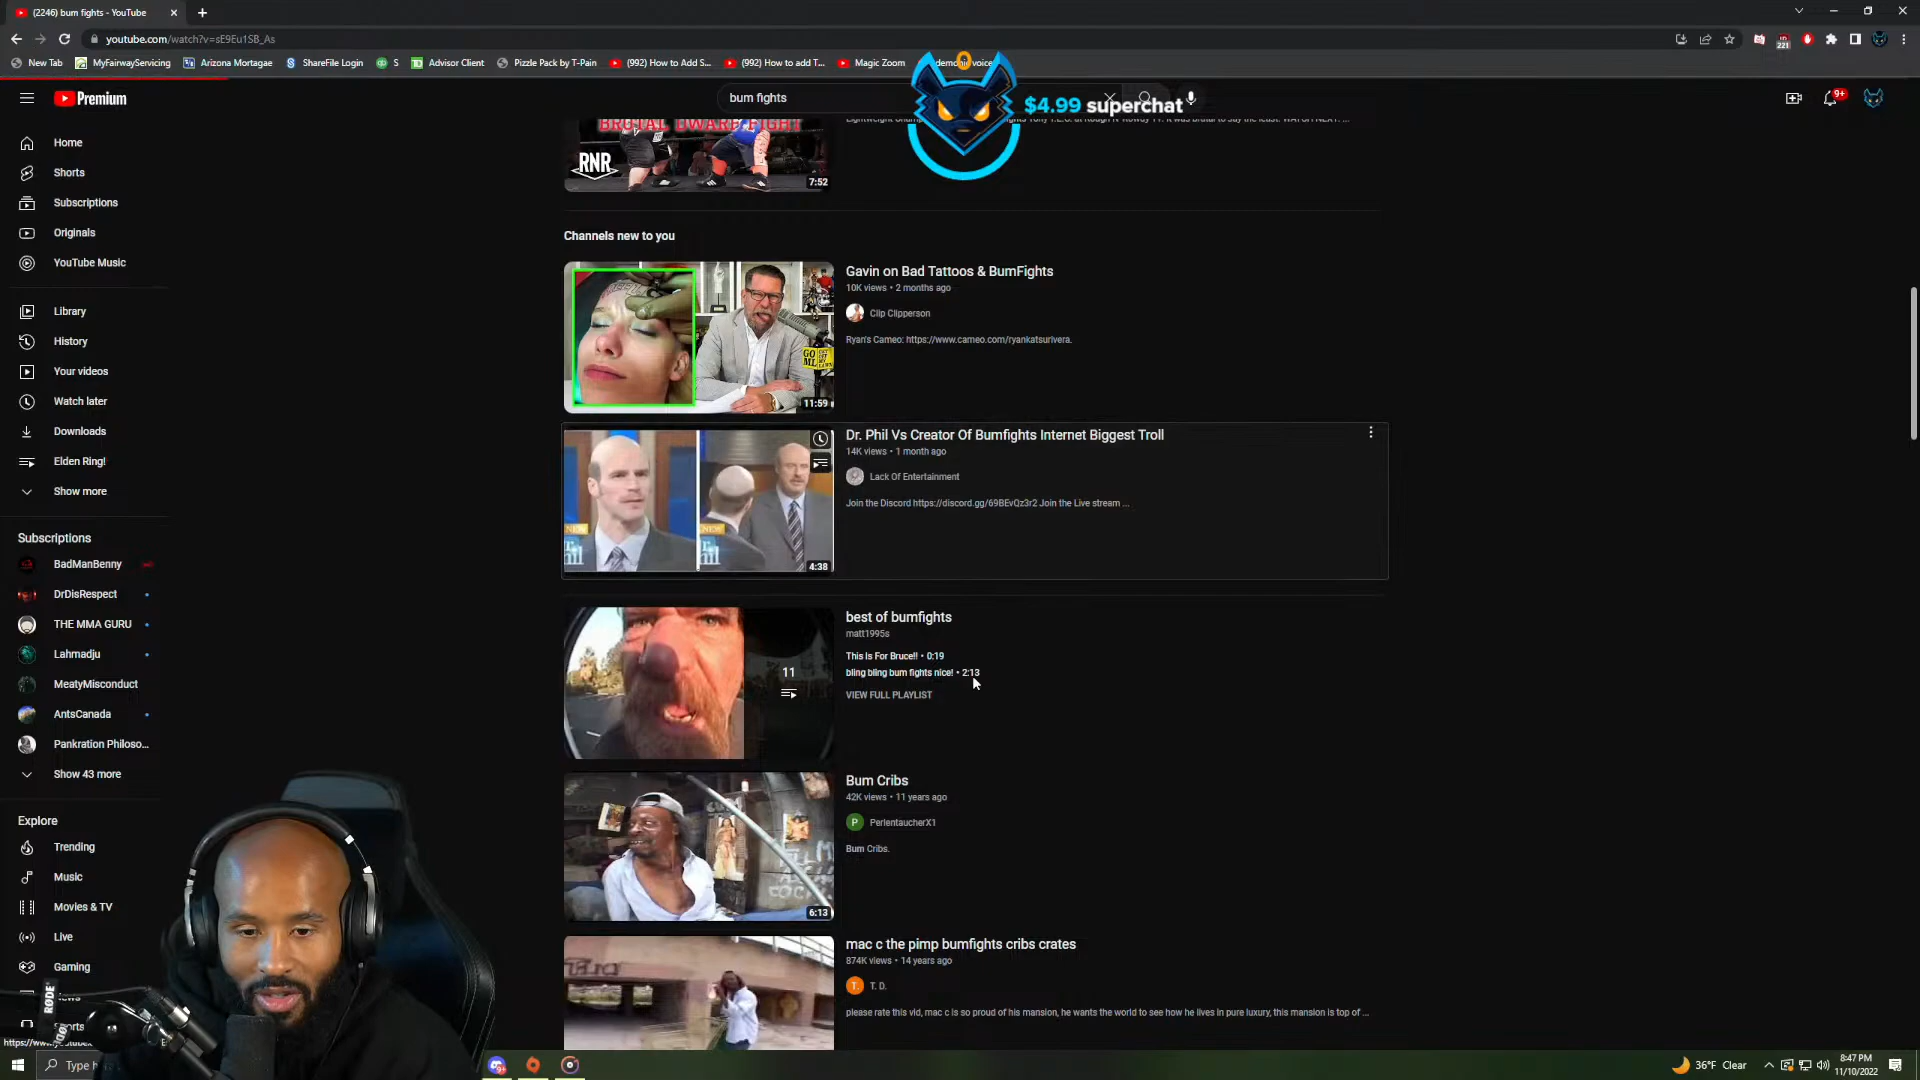 (2246) bum fights - YouTube
youtube.com/watch?v=sE9Eu1SB_As
221
New Tab
MyFairwayServicing
Arizona Mortagae
ShareFile Login
S
Advisor Client
Pizzle Pack by T-Pain
(992) How to Add S...
(992) How to add T...
Magic Zoom
Premium
bum fights
$4.99 superchat
9+
Home
Shorts
Subscriptions
Originals
YouTube Music
Library
History
Your videos
Watch later
Downloads
Elden Ring!
Show more
Subscriptions
BadManBenny
DrDisRespect
THE MMA GURU
Lahmadju
MeatyMisconduct
AntsCanada
Pankration Philoso...
Show 43 more
Explore
Trending
Music
Movies & TV
Live
Gaming
BRUTAL DWARF FIGHT
RNR
7:52
Channels new to you
Gavin on Bad Tattoos & BumFights
10K views • 2 months ago
Clip Clipperson
Ryan's Cameo: https://www.cameo.com/ryankatsurivera.
11:59
Dr. Phil Vs Creator Of Bumfights Internet Biggest Troll
14K views • 1 month ago
Lack Of Entertainment
Join the Discord https://discord.gg/69BEvQz3r2 Join the Live stream ...
4:38
best of bumfights
matt1995s
This Is For Bruce!! • 0:19
bling bling bum fights nice! • 2:13
VIEW FULL PLAYLIST
11
Bum Cribs
42K views • 11 years ago
P PerlentaucherX1
Bum Cribs.
6:13
mac c the pimp bumfights cribs crates
874K views • 14 years ago
T. T. D.
please rate this vid, mac c is so proud of his mansion, he wants the world to see how he lives in pure luxury, this mansion is top of ...
RØDE
Type
9+
36°F Clear
8:47 PM
11/10/2022